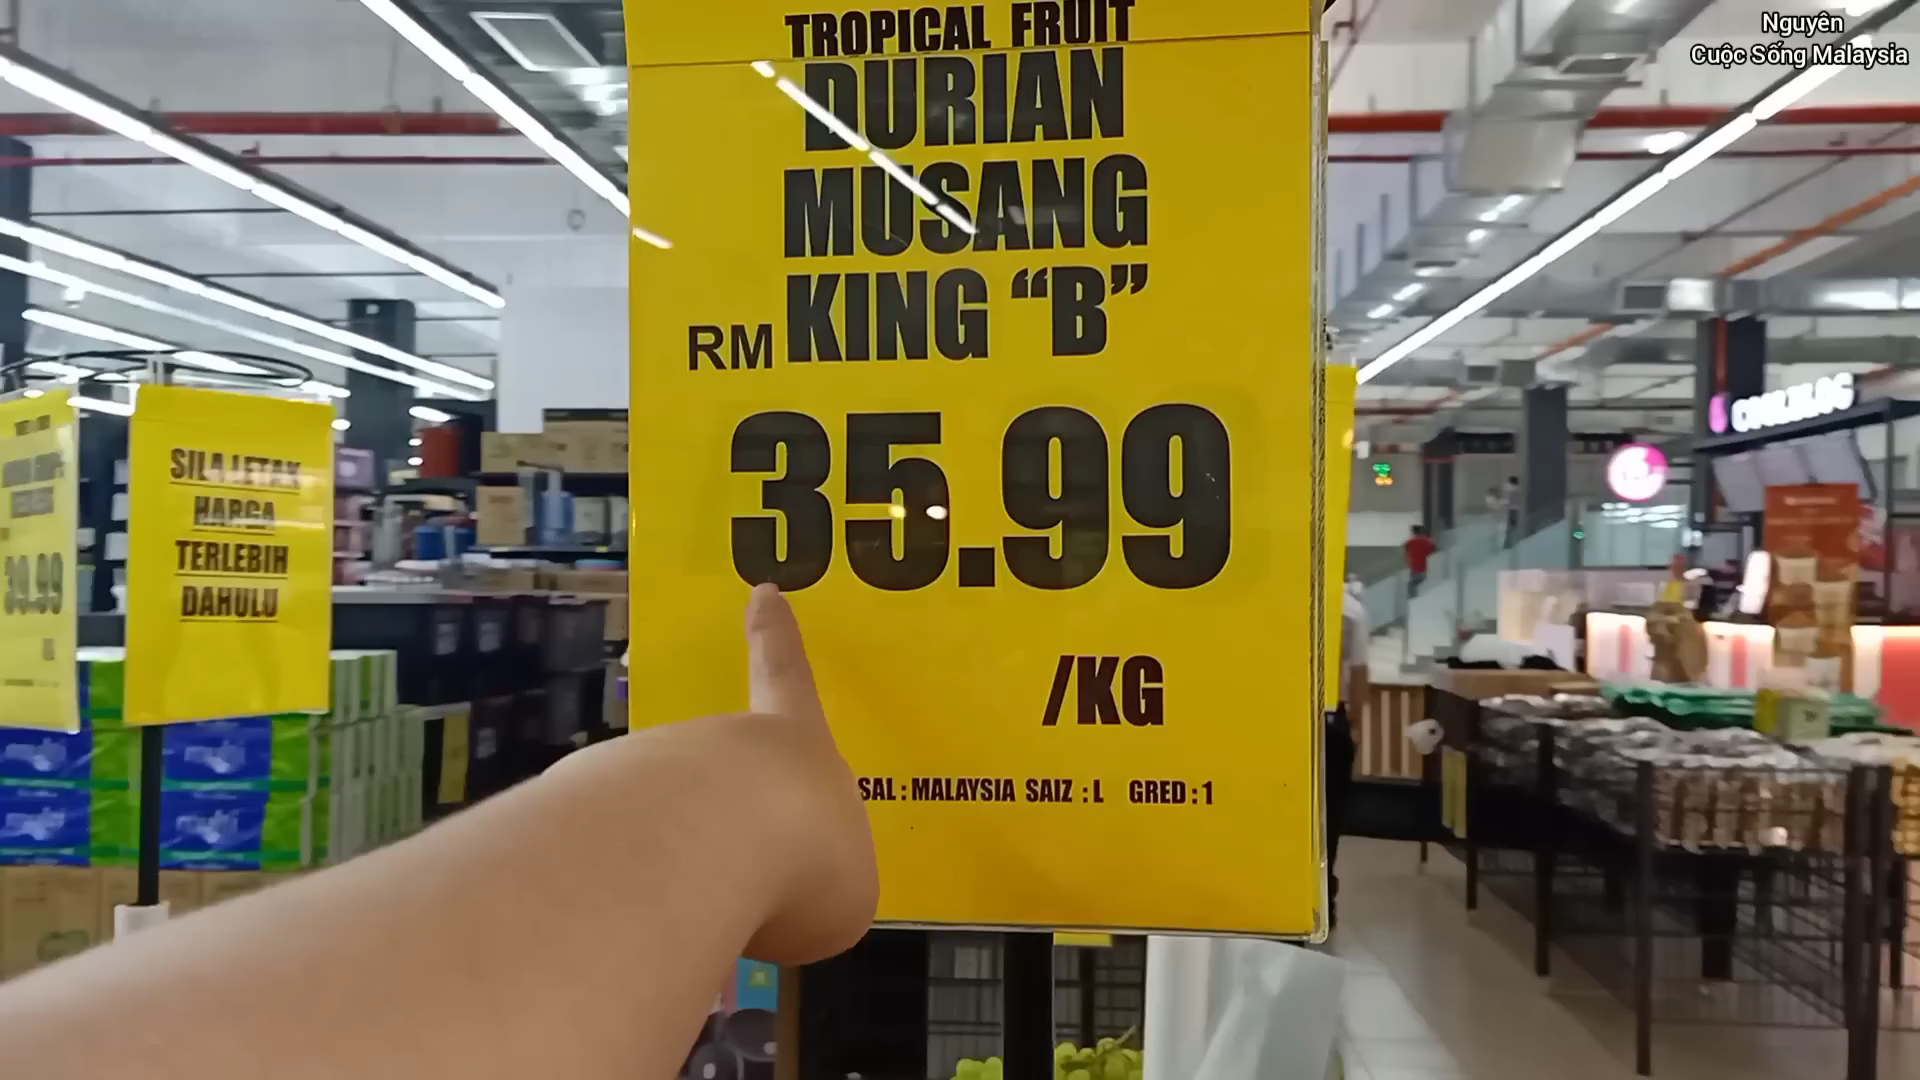 Nguyên
Cuộc Sống Malaysia
TROPICAL FRUIT
DURIAN
MUSANG
KING “B”
RM
35.99
/KG
SAL : MALAYSIA SAIZ : L GRED : 1
SILA LETAK
HARGA
TERLEBIH
DAHULU
39.99